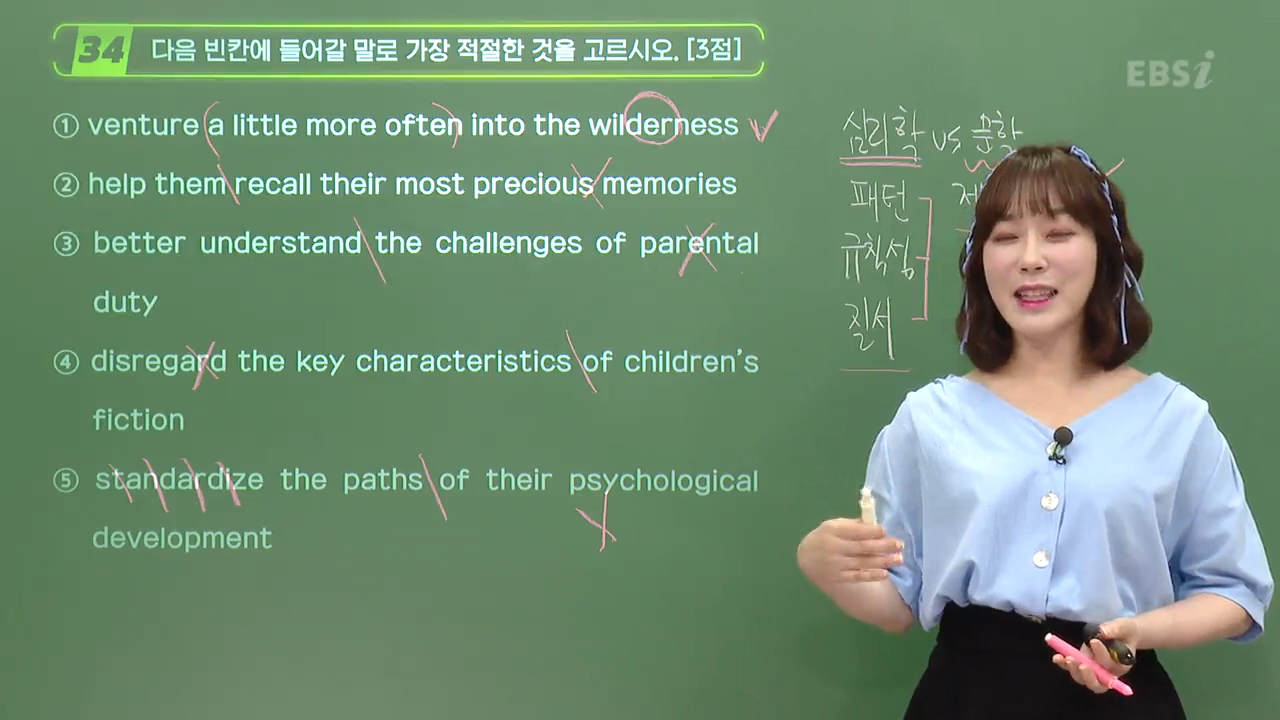 34 다음 빈칸에 들어갈 말로 가장 적절한 것을 고르시오. [3점]
EBSi
① venture a little more often into the wilderness
② help them recall their most precious memories
③ better understand the challenges of parental
duty
④ disregard the key characteristics of children's
fiction
⑤ standardize the paths of their psychological
development
심리학 vs 문학
패턴
규칙성
질서